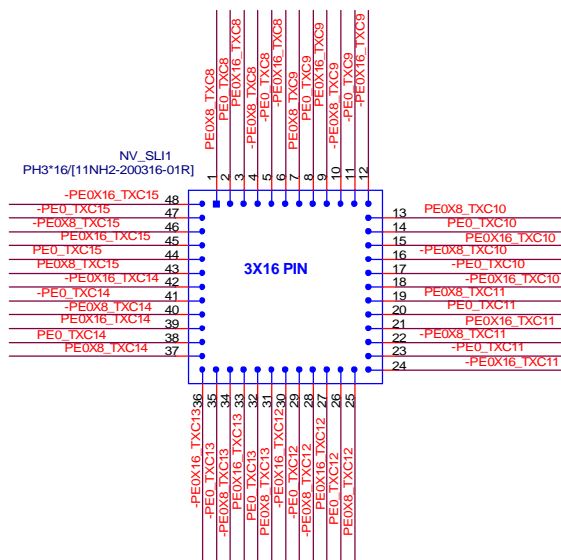 PE0X8_TXC8
PE0_TXC8
PE0X16_TXC8
-PE0X8_TXC8
-PE0_TXC8
-PE0X16_TXC8
PE0X8_TXC9
PE0_TXC9
PE0X16_TXC9
-PE0X8_TXC9
-PE0_TXC9
-PE0X16_TXC9
NV_SLI1
PH3*16/[11NH2-200316-01R]
1 2 3 4 5 6 7 8 9 10 11 12
-PE0X16_TXC15 48
-PE0_TXC15 47
-PE0X8_TXC15 46
PE0X16_TXC15 45
PE0_TXC15 44
PE0X8_TXC15 43
-PE0X16_TXC14 42
-PE0_TXC14 41
-PE0X8_TXC14 40
PE0X16_TXC14 39
PE0_TXC14 38
PE0X8_TXC14 37
3X16 PIN
13 PE0X8_TXC10
14 PE0_TXC10
15 PE0X16_TXC10
16 -PE0X8_TXC10
17 -PE0_TXC10
18 -PE0X16_TXC10
19 PE0X8_TXC11
20 PE0_TXC11
21 PE0X16_TXC11
22 -PE0X8_TXC11
23 -PE0_TXC11
24 -PE0X16_TXC11
36 35 34 33 32 31 30 29 28 27 26 25
-PE0X16_TXC13
-PE0_TXC13
-PE0X8_TXC13
PE0X16_TXC13
PE0_TXC13
PE0X8_TXC13
-PE0X16_TXC12
-PE0_TXC12
-PE0X8_TXC12
PE0X16_TXC12
PE0_TXC12
PE0X8_TXC12